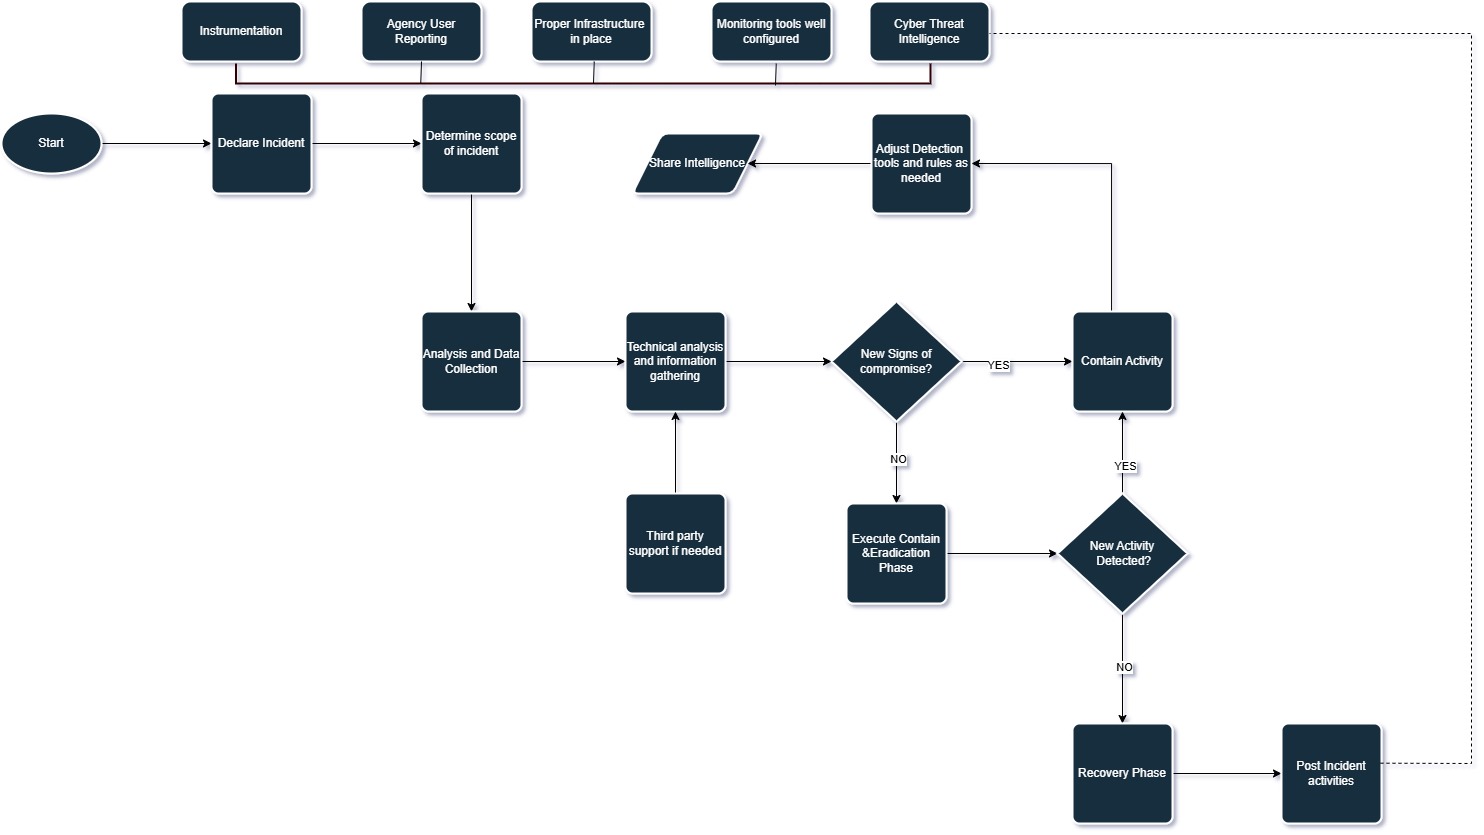 Instrumentation
Agency User
Reporting
Proper Infrastructure
in place
Monitoring tools well
configured
Cyber Threat
Intelligence
Start
Declare Incident
Determine scope
of incident
Share Intelligence
Adjust Detection
tools and rules as
needed
Analysis and Data
Collection
Technical analysis
and information
gathering
New Signs of
compromise?
YES
Contain Activity
NO
YES
Third party
support if needed
Execute Contain
&Eradication
Phase
New Activity
Detected?
NO
Recovery Phase
Post Incident
activities